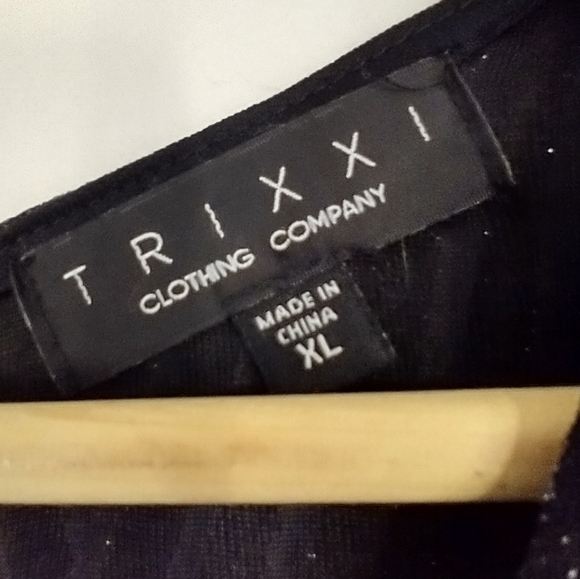 TRIXXI
CLOTHING COMPANY
MADE IN
CHINA
XL